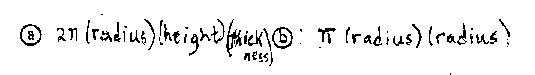 ⓐ 2π (radius)(height)(thickness) ⓑ : π (radius)(radius)